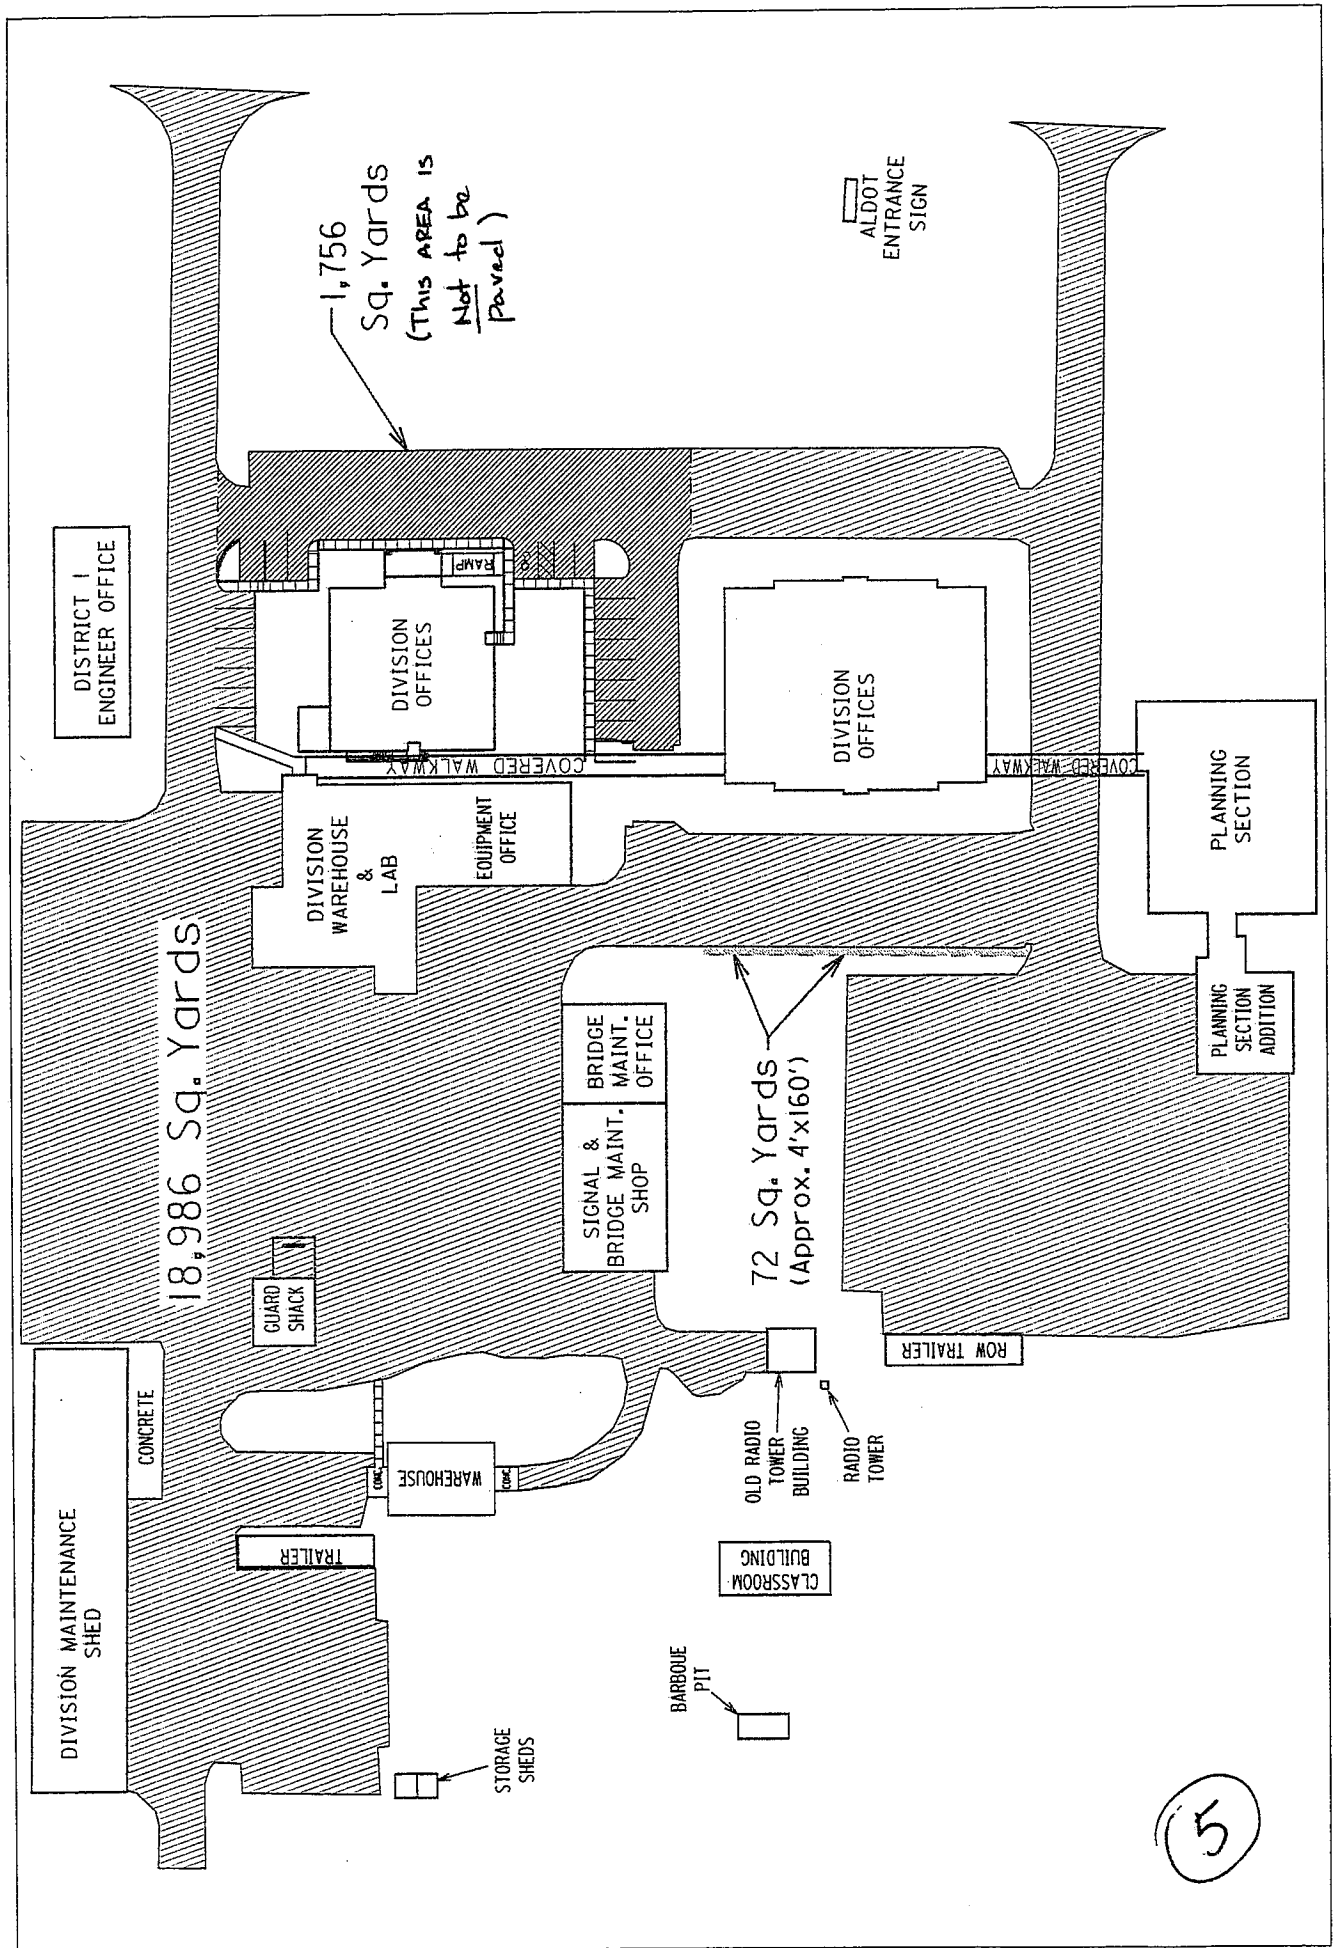 DIVISION MAINTENANCE
SHED
CONCRETE
DISTRICT 1
ENGINEER OFFICE
18,986 Sq. Yards
GUARD
SHACK
TRAILER
STORAGE
SHEDS
CONC.
WAREHOUSE
CONC.
DIVISION
WAREHOUSE
&
LAB
EQUIPMENT
OFFICE
COVERED WALKWAY
DIVISION
OFFICES
RAMP
1,756
Sq. Yards
(This AREA is
Not to be
paved)
SIGNAL &
BRIDGE MAINT.
SHOP
BRIDGE
MAINT.
OFFICE
72 Sq. Yards
(Approx. 4'x160')
DIVISION
OFFICES
OLD RADIO
TOWER
BUILDING
RADIO
TOWER
CLASSROOM
BUILDING
BARBQUE
PIT
ROW TRAILER
COVERED WALKWAY
PLANNING
SECTION
PLANNING
SECTION
ADDITION
ALDOT
ENTRANCE
SIGN
5